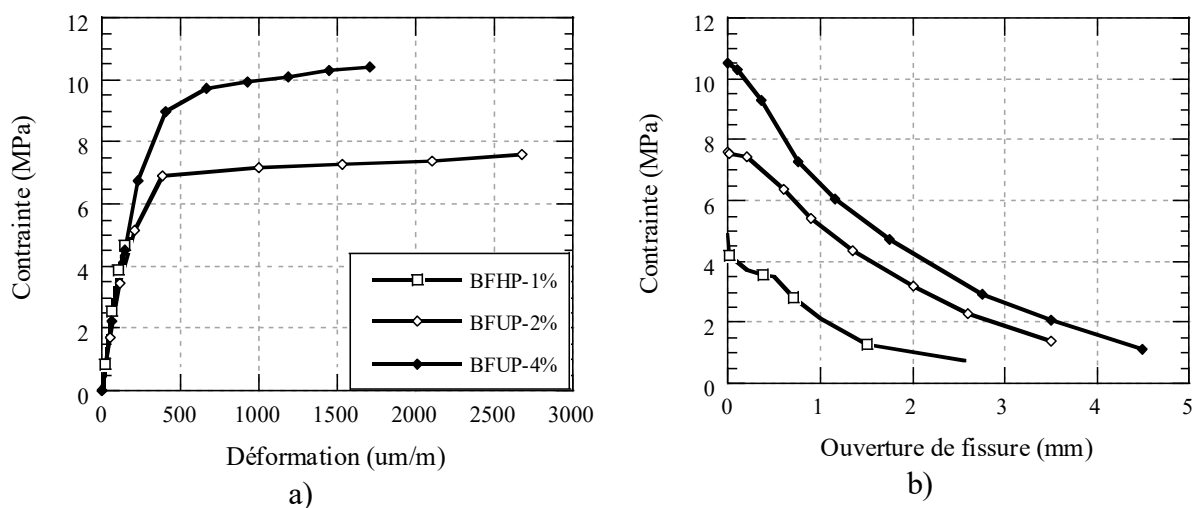 12
10
8
6
4
2
0
Contrainte (MPa)
0 500 1000 1500 2000 2500 3000
Déformation (um/m)
BFHP-1%
BFUP-2%
BFUP-4%
a)
12
10
8
6
4
2
0
Contrainte (MPa)
0 1 2 3 4 5
Ouverture de fissure (mm)
b)